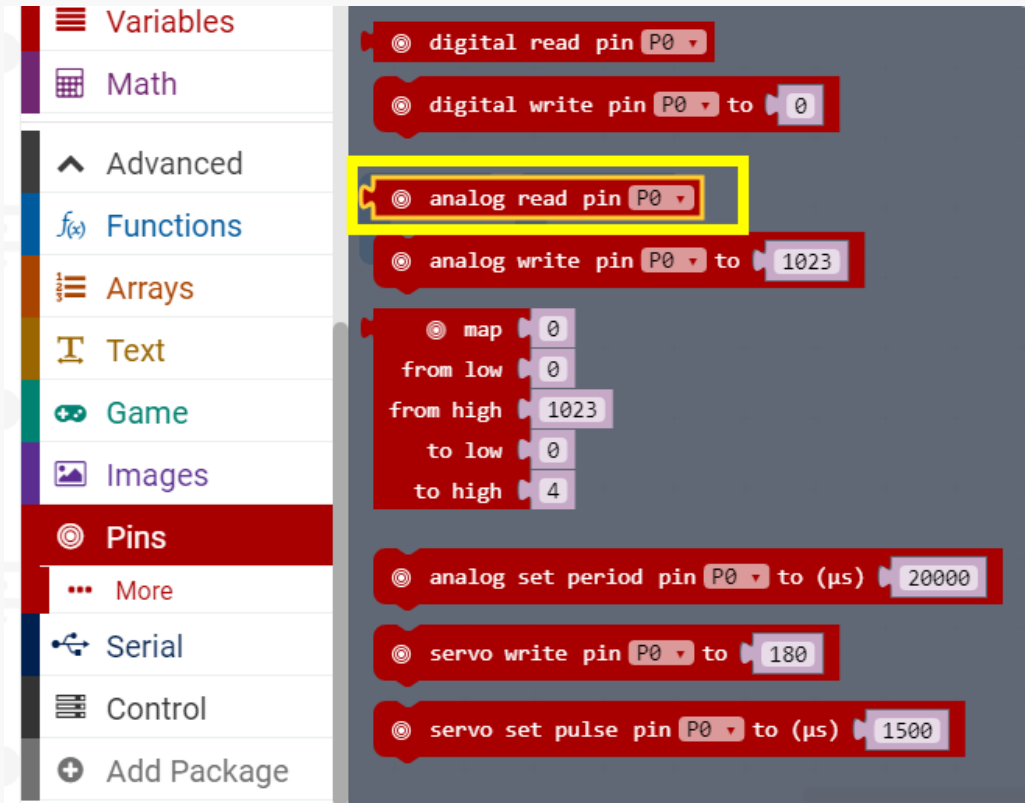 Variables
Math
Advanced
f(x) Functions
1 2 3 Arrays
T Text
Game
Images
Pins
More
Serial
Control
Add Package
digital read pin P0
digital write pin P0 to 0
analog read pin P0
analog write pin P0 to 1023
map 0
from low 0
from high 1023
to low 0
to high 4
analog set period pin P0 to (µs) 20000
servo write pin P0 to 180
servo set pulse pin P0 to (µs) 1500